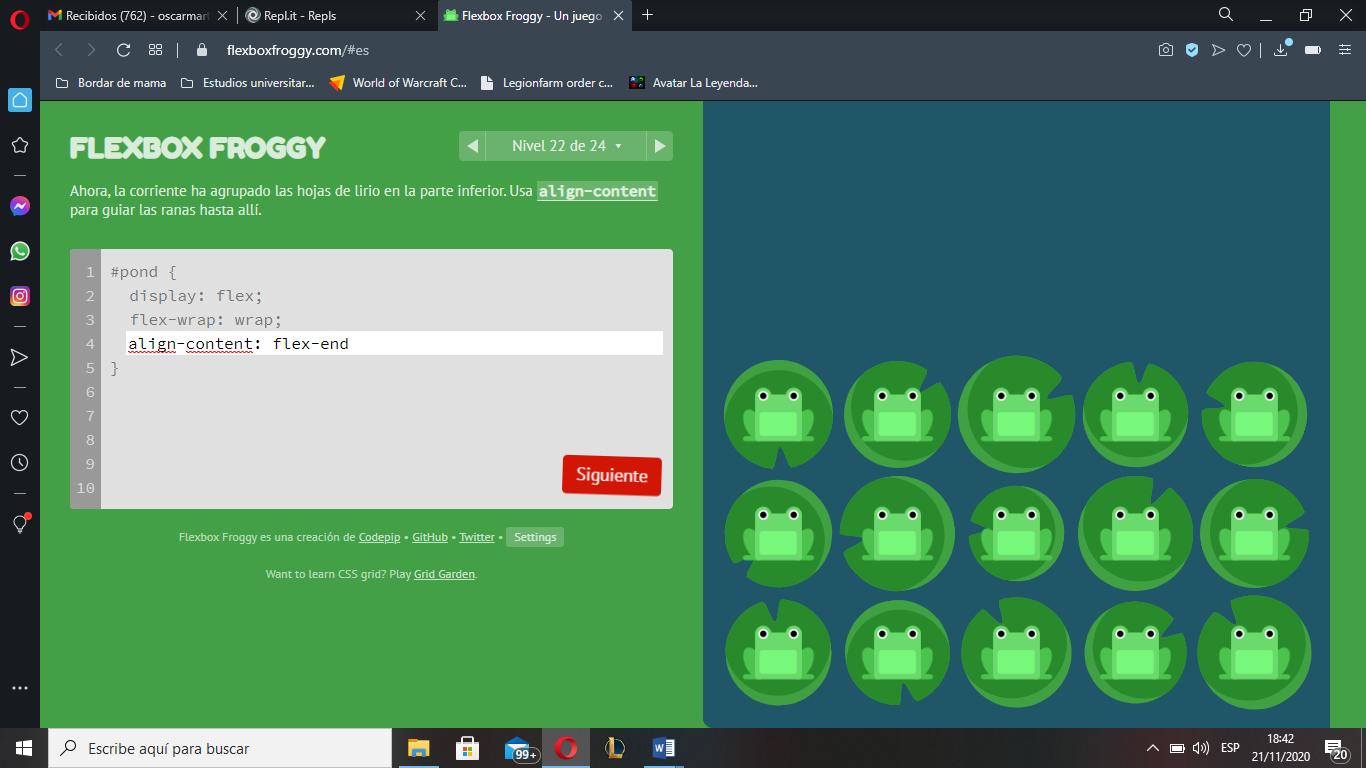 Recibidos (762) - oscarmar
Repl.it - Repls
Flexbox Froggy - Un juego
flexboxfroggy.com/#es
Bordar de mama
Estudios universitar...
World of Warcraft C...
Legionfarm order c...
Avatar La Leyenda...
FLEXBOX FROGGY
Nivel 22 de 24
Ahora, la corriente ha agrupado las hojas de lirio en la parte inferior. Usa align-content
para guiar las ranas hasta allí.
1 #pond {
2 display: flex;
3 flex-wrap: wrap;
4 align-content: flex-end
5 }
6
7
8
9
10
Siguiente
Flexbox Froggy es una creación de Codepip • GitHub • Twitter • Settings
Want to learn CSS grid? Play Grid Garden.
Escribe aquí para buscar
99+
ESP
18:42
21/11/2020
20